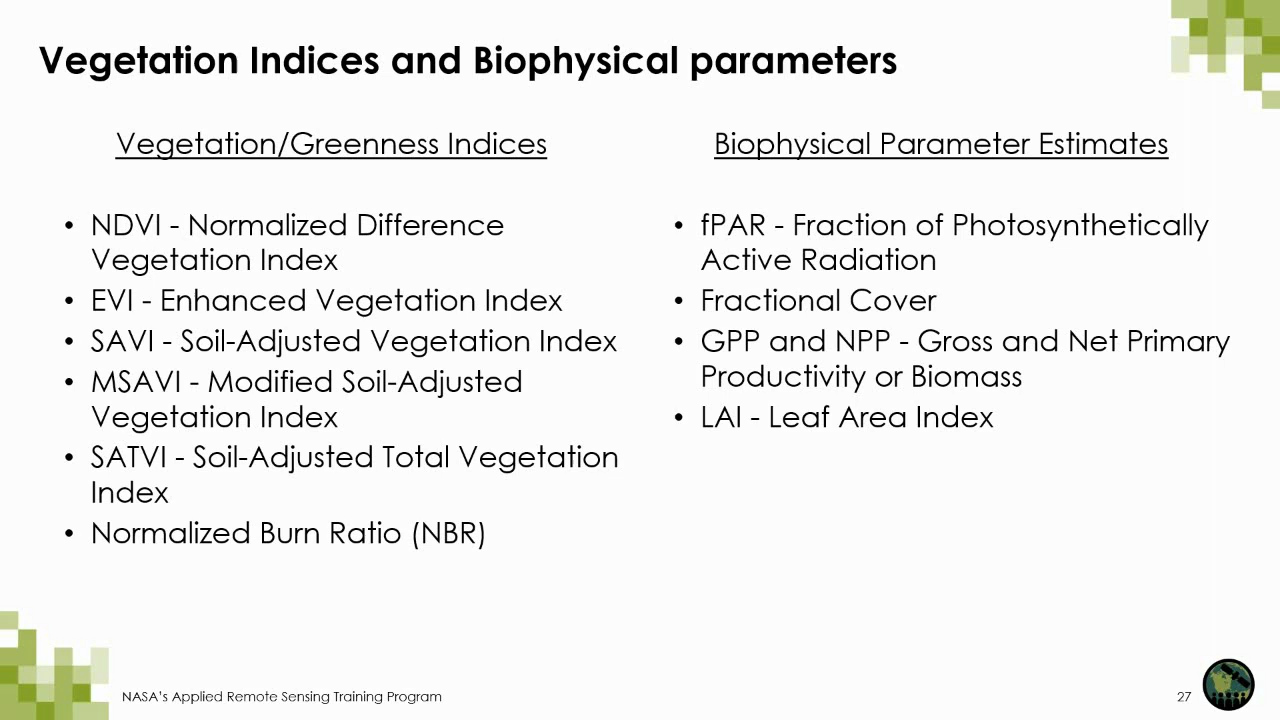 Vegetation Indices and Biophysical parameters
Vegetation/Greenness Indices
• NDVI - Normalized Difference
Vegetation Index
• EVI - Enhanced Vegetation Index
• SAVI - Soil-Adjusted Vegetation Index
• MSAVI - Modified Soil-Adjusted
Vegetation Index
• SATVI - Soil-Adjusted Total Vegetation
Index
• Normalized Burn Ratio (NBR)
Biophysical Parameter Estimates
• fPAR - Fraction of Photosynthetically
Active Radiation
• Fractional Cover
• GPP and NPP - Gross and Net Primary
Productivity or Biomass
• LAI - Leaf Area Index
NASA's Applied Remote Sensing Training Program
27